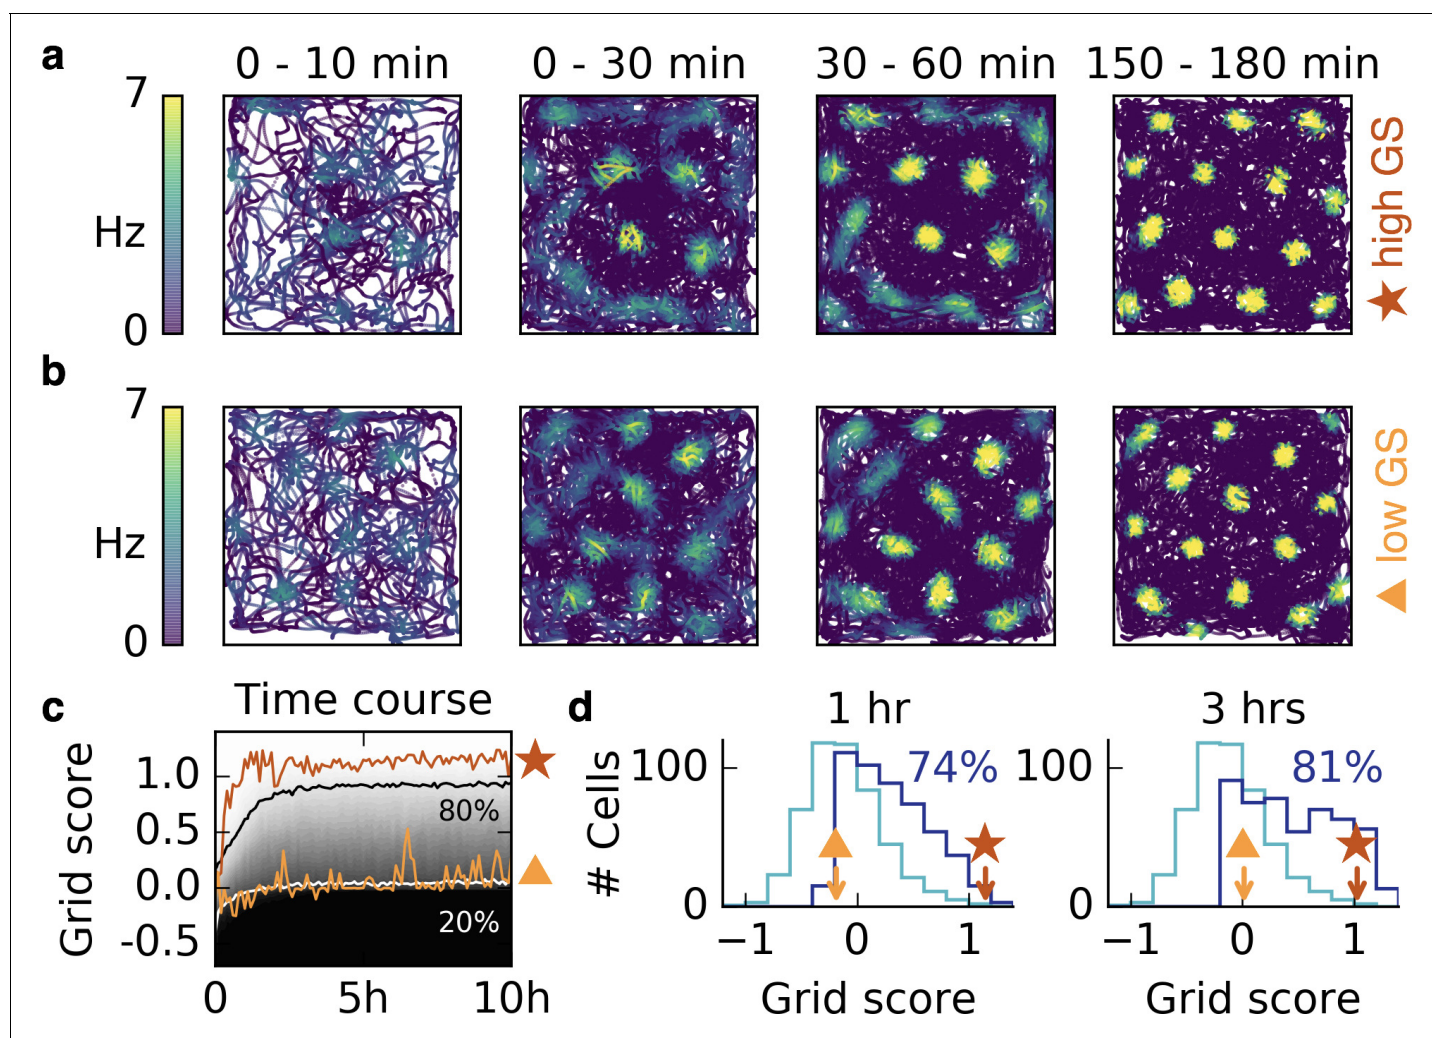 a
0 - 10 min
0 - 30 min
30 - 60 min
150 - 180 min
7
Hz
0
high GS
b
7
Hz
0
low GS
c
Time course
Grid score
1.0
0.5
0.0
-0.5
80%
20%
0
5h
10h
d
1 hr
3 hrs
# Cells
100
0
74%
−1
0
1
Grid score
100
0
81%
−1
0
1
Grid score